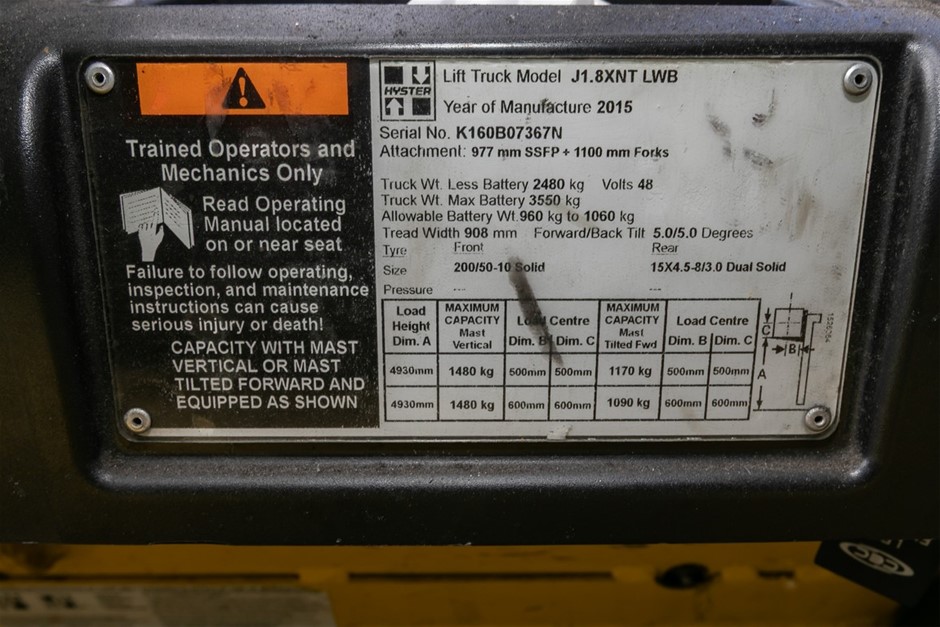 Trained Operators and
Mechanics Only
Read Operating
Manual located
on or near seat
Failure to follow operating,
inspection, and maintenance
instructions can cause
serious injury or death!
CAPACITY WITH MAST
VERTICAL OR MAST
TILTED FORWARD AND
EQUIPPED AS SHOWN
HYSTER
Lift Truck Model J1.8XNT LWB
Year of Manufacture 2015
Serial No. K160B07367N
Attachment: 977 mm SSFP + 1100 mm Forks
Truck Wt. Less Battery 2480 kg Volts 48
Truck Wt. Max Battery 3550 kg
Allowable Battery Wt. 960 kg to 1060 kg
Tread Width 908 mm Forward/Back Tilt 5.0/5.0 Degrees
Tyre Front Rear
Size 200/50-10 Solid 15X4.5-8/3.0 Dual Solid
Pressure --- ---
Load Height Dim. A MAXIMUM CAPACITY Mast Vertical Load Centre Dim. B Dim. C MAXIMUM CAPACITY Mast Tilted Fwd Load Centre Dim. B Dim. C
4930mm 1480 kg 500mm 500mm 1170 kg 500mm 500mm
4930mm 1480 kg 600mm 600mm 1090 kg 600mm 600mm
C
B
A